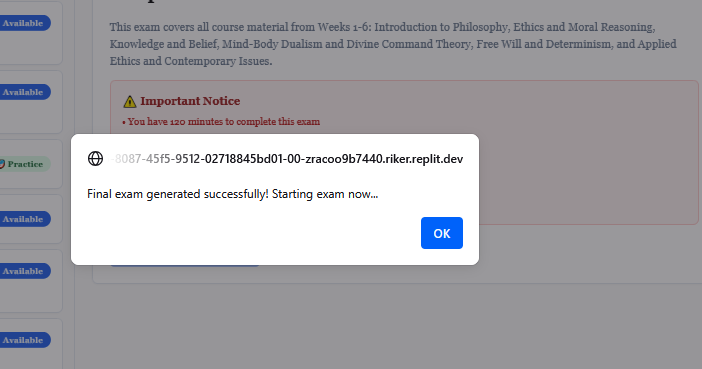 Available
This exam covers all course material from Weeks 1-6: Introduction to Philosophy, Ethics and Moral Reasoning,
Knowledge and Belief, Mind-Body Dualism and Divine Command Theory, Free Will and Determinism, and Applied
Ethics and Contemporary Issues.
Available
Important Notice
• You have 120 minutes to complete this exam
Practice
-8087-45f5-9512-02718845bd01-00-zracoo9b7440.riker.replit.dev
Final exam generated successfully! Starting exam now...
OK
Available
Available
Available